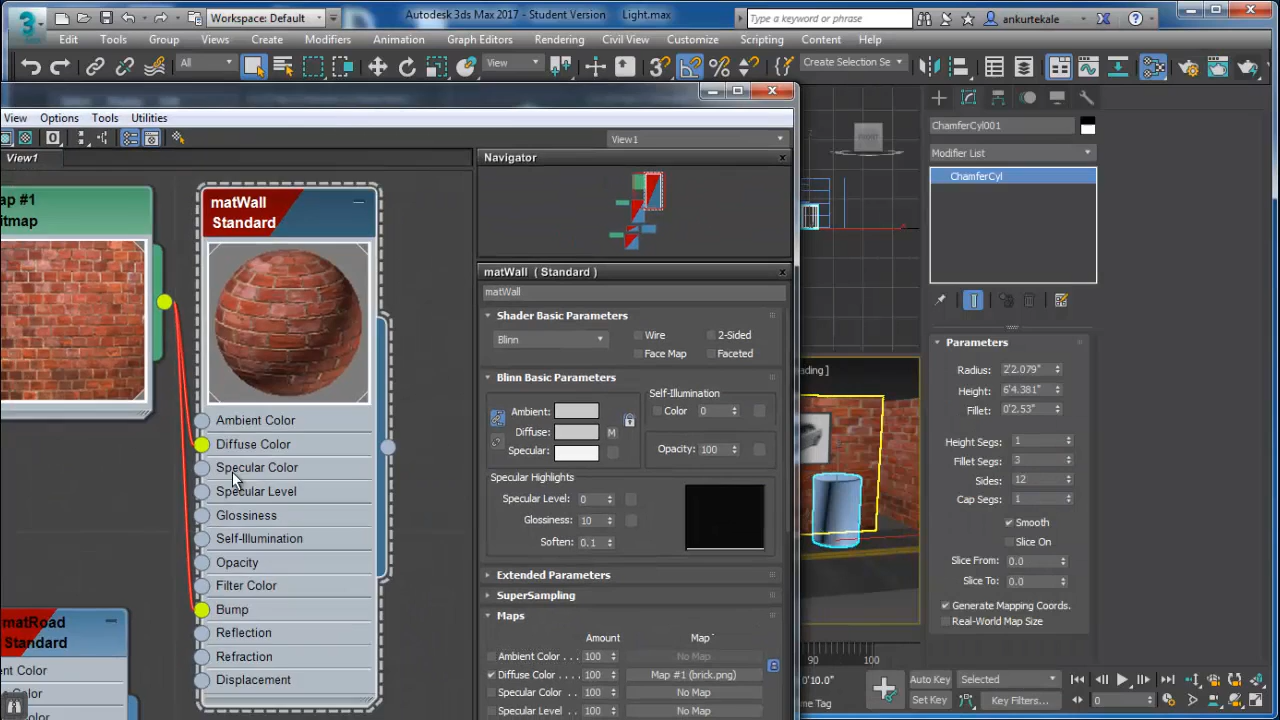 Workspace: Default
Autodesk 3ds Max 2017 - Student Version Light.max
Type a keyword or phrase
ankurtekale
Edit Tools Group Views Create Modifiers Animation Graph Editors Rendering Civil View Customize Scripting Content Help
All
View
Create Selection Se
View Options Tools Utilities
View1
View1
Navigator
Map #1
Bitmap
matWall
Standard
Ambient Color
Diffuse Color
Specular Color
Specular Level
Glossiness
Self-Illumination
Opacity
Filter Color
Bump
Reflection
Refraction
Displacement
matRoad
Standard
matWall ( Standard )
matWall
Shader Basic Parameters
Blinn
Wire
2-Sided
Face Map
Faceted
Blinn Basic Parameters
Self-Illumination
Ambient:
Color 0
Diffuse:
M
Specular:
Opacity: 100
Specular Highlights
Specular Level: 0
Glossiness: 10
Soften: 0.1
Extended Parameters
SuperSampling
Maps
Amount Map
Ambient Color . . . 100 No Map
Diffuse Color . . . . 100 Map #1 (brick.png)
Specular Color . . . 100 No Map
Specular Level . . . 100 No Map
FRONT
ading ]
90 100
0'10.0"
ChamferCyl001
Modifier List
ChamferCyl
Parameters
Radius: 2'2.079"
Height: 6'4.381"
Fillet: 0'2.53"
Height Segs: 1
Fillet Segs: 3
Sides: 12
Cap Segs: 1
Smooth
Slice On
Slice From: 0.0
Slice To: 0.0
Generate Mapping Coords.
Real-World Map Size
Auto Key Selected
Set Key Key Filters...
0